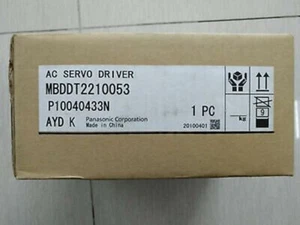 AC SERVO DRIVER
MBDDT2210053
P10040433N
1 PC
AYD K
Panasonic Corporation
Made in China
20100401
kg
9